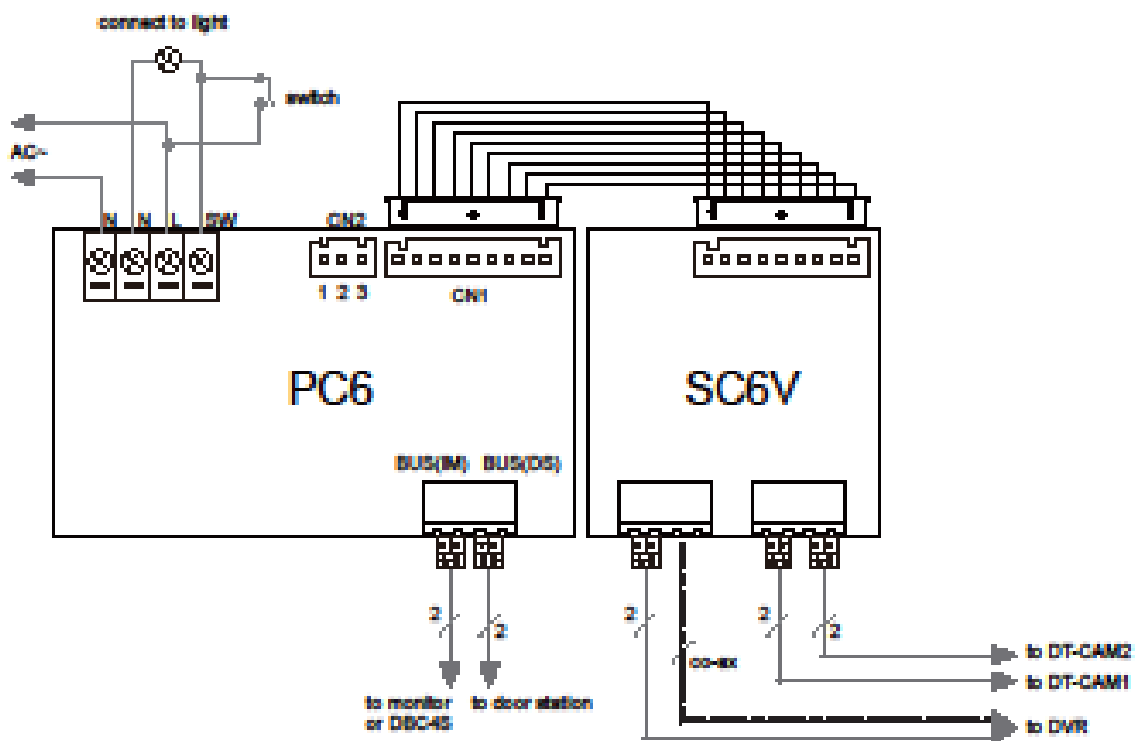 connect to light
switch
AC~
N N L SW
CN2
1 2 3
CN1
PC6
SC6V
BUS(IM) BUS(DS)
2
2
2
2
2
co-ax
to DT-CAM2
to DT-CAM1
to monitor
or DBC4S
to door station
to DVR